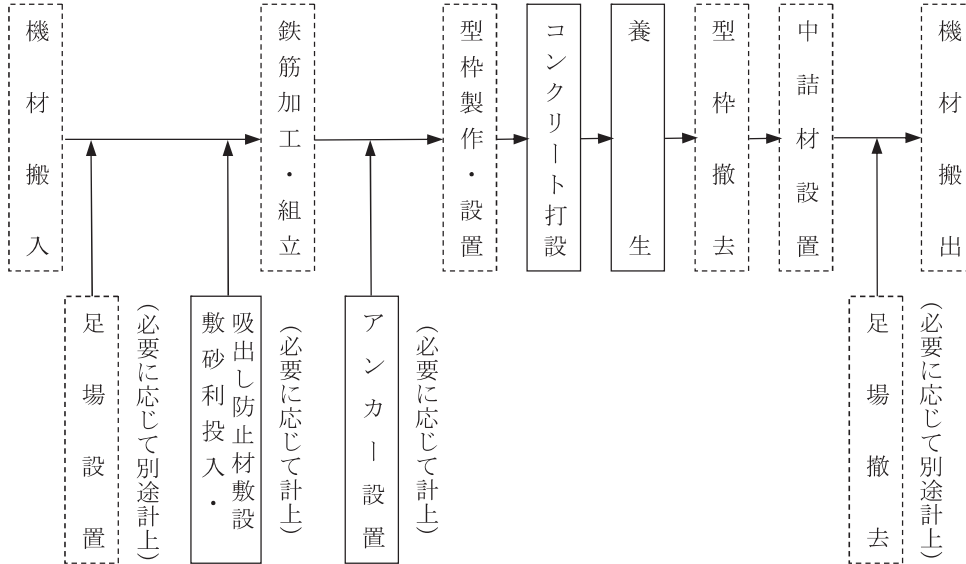 機材搬入
鉄筋加工・組立
型枠製作・設置
コンクリート打設
養生
型枠撤去
中詰材設置
機材搬出
足場設置
(必要に応じて別途計上)
吸出し防止材敷設
敷砂利投入・
(必要に応じて計上)
アンカー設置
(必要に応じて計上)
足場撤去
(必要に応じて別途計上)